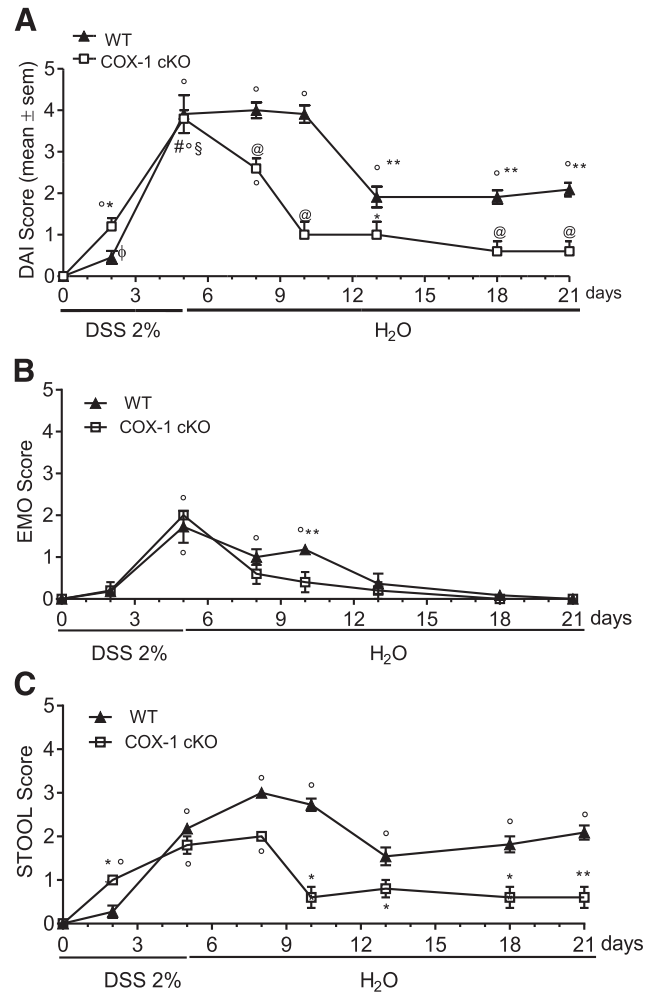 A
WT
COX-1 cKO
DAI Score (mean ± sem)
5
4
3
2
1
0
° * ϕ ° #°§ ° @ ° ° @ ° ** * ° ** @ °** @
0 3 6 9 12 15 18 21 days
DSS 2% H₂O
B
WT
COX-1 cKO
EMO Score
5
4
3
2
1
0
° ° ° °**
0 3 6 9 12 15 18 21 days
DSS 2% H₂O
C
WT
COX-1 cKO
STOOL Score
5
4
3
2
1
0
* ° ° ° ° ° ° * ° * ° * ° **
0 3 6 9 12 15 18 21 days
DSS 2% H₂O